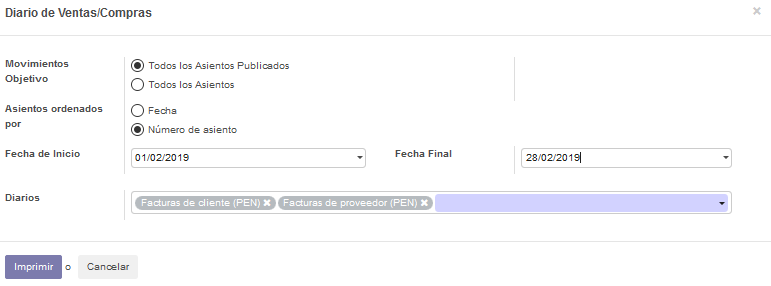 Diario de Ventas/Compras ×
Movimientos Objetivo
Todos los Asientos Publicados
Todos los Asientos
Asientos ordenados por
Fecha
Número de asiento
Fecha de Inicio 01/02/2019 Fecha Final 28/02/2019
Diarios Facturas de cliente (PEN) ✖ Facturas de proveedor (PEN) ✖
Imprimir o Cancelar